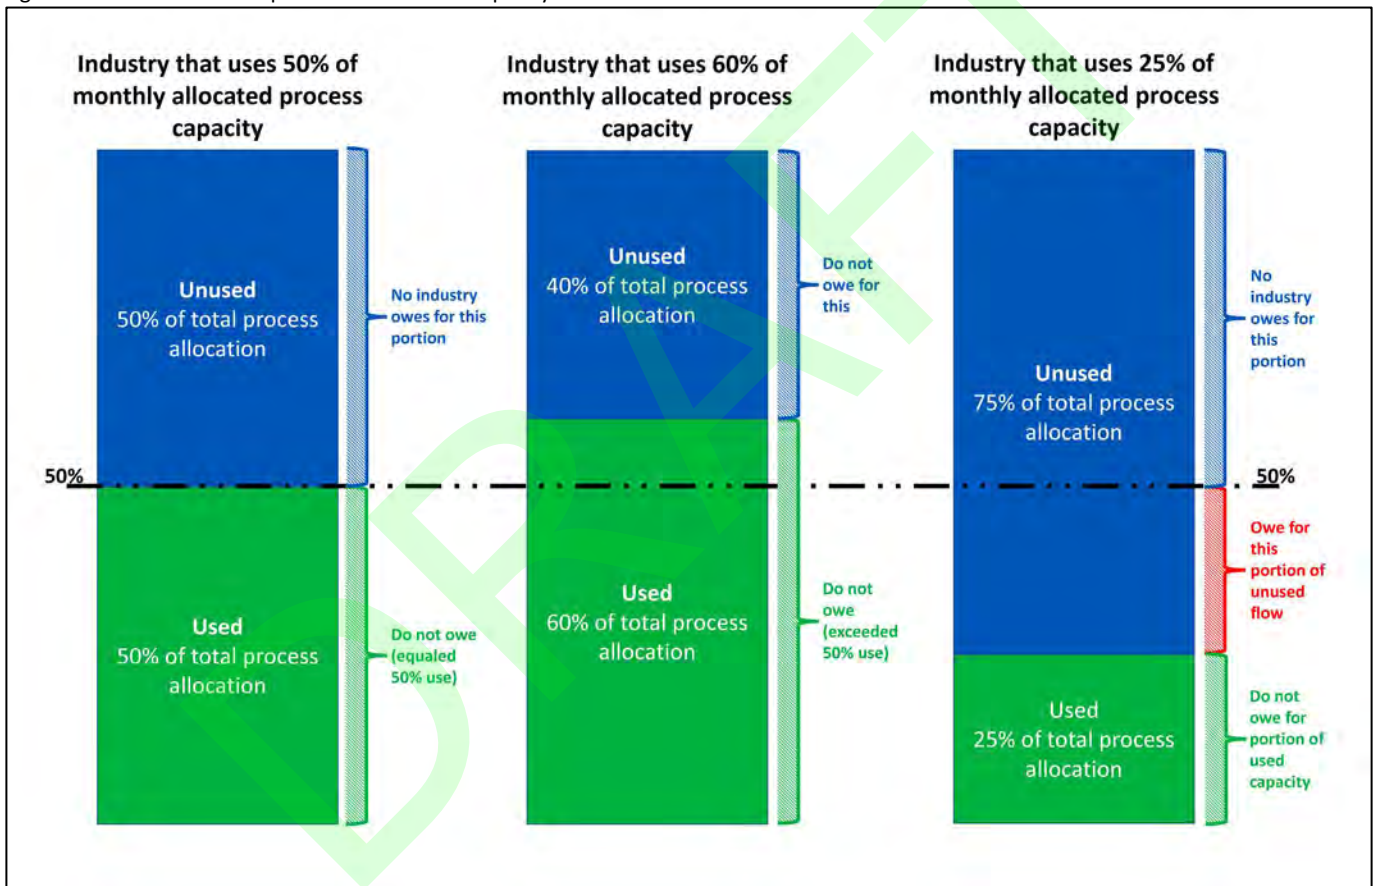 Industry that uses 50% of
monthly allocated process
capacity
Unused
50% of total process
allocation
No industry
owes for this
portion
50%
Used
50% of total process
allocation
Do not owe
(equaled
50% use)
Industry that uses 60% of
monthly allocated process
capacity
Unused
40% of total process
allocation
Do not
owe for
this
Used
60% of total process
allocation
Do not
owe
(exceeded
50% use)
Industry that uses 25% of
monthly allocated process
capacity
Unused
75% of total process
allocation
No
industry
owes for
this
portion
50%
Owe for
this
portion of
unused
flow
Used
25% of total process
allocation
Do not
owe for
portion of
used
capacity
DRAFT